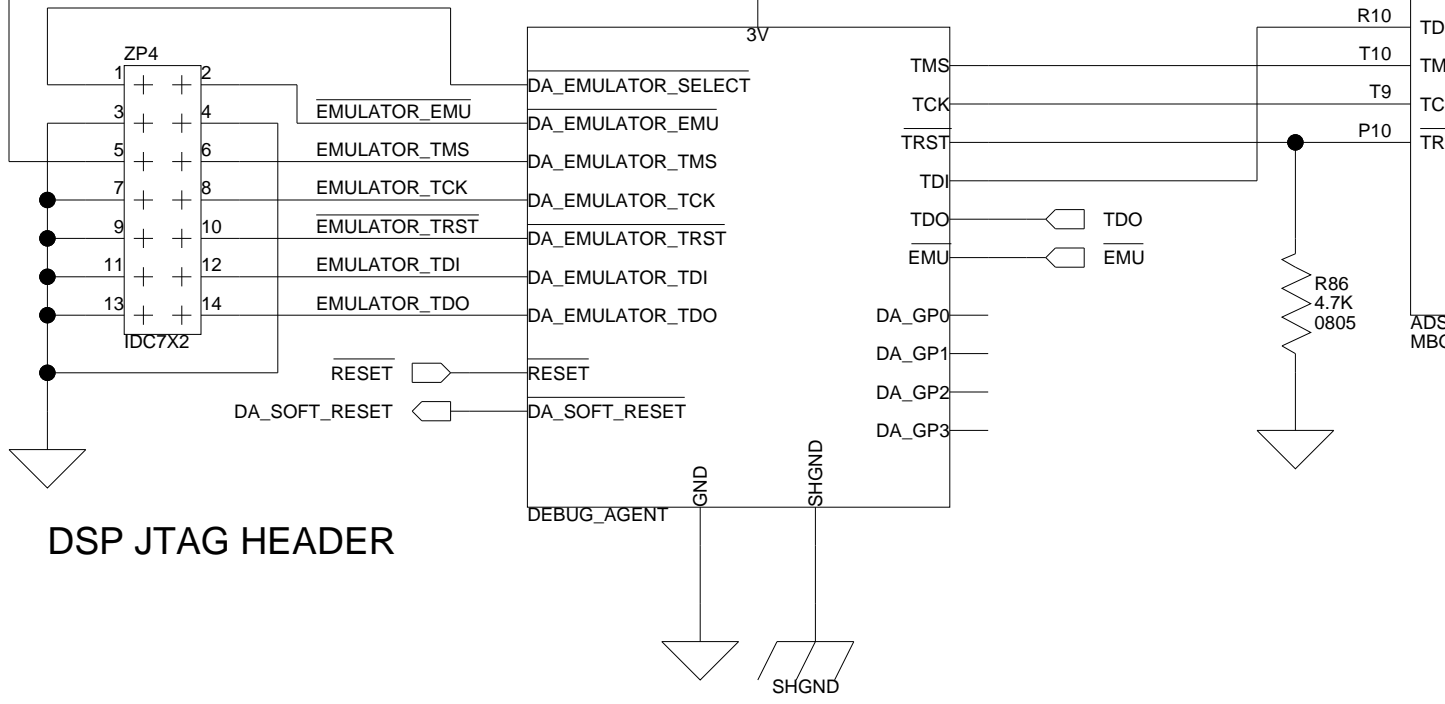 3V
R10 TD
ZP4
T10 TM
TMS
1 2
DA_EMULATOR_SELECT
T9 TC
TCK
3 4
EMULATOR_EMU
DA_EMULATOR_EMU
P10 TR
TRST
5 6
EMULATOR_TMS
DA_EMULATOR_TMS
TDI
7 8
EMULATOR_TCK
DA_EMULATOR_TCK
TDO TDO
9 10
EMULATOR_TRST
DA_EMULATOR_TRST
EMU EMU
11 12
EMULATOR_TDI
DA_EMULATOR_TDI
R86
4.7K
0805
13 14
EMULATOR_TDO
DA_EMULATOR_TDO
DA_GP0
ADS
MBG
IDC7X2
DA_GP1
RESET RESET
DA_GP2
DA_SOFT_RESET DA_SOFT_RESET
DA_GP3
GND
SHGND
DEBUG_AGENT
DSP JTAG HEADER
SHGND